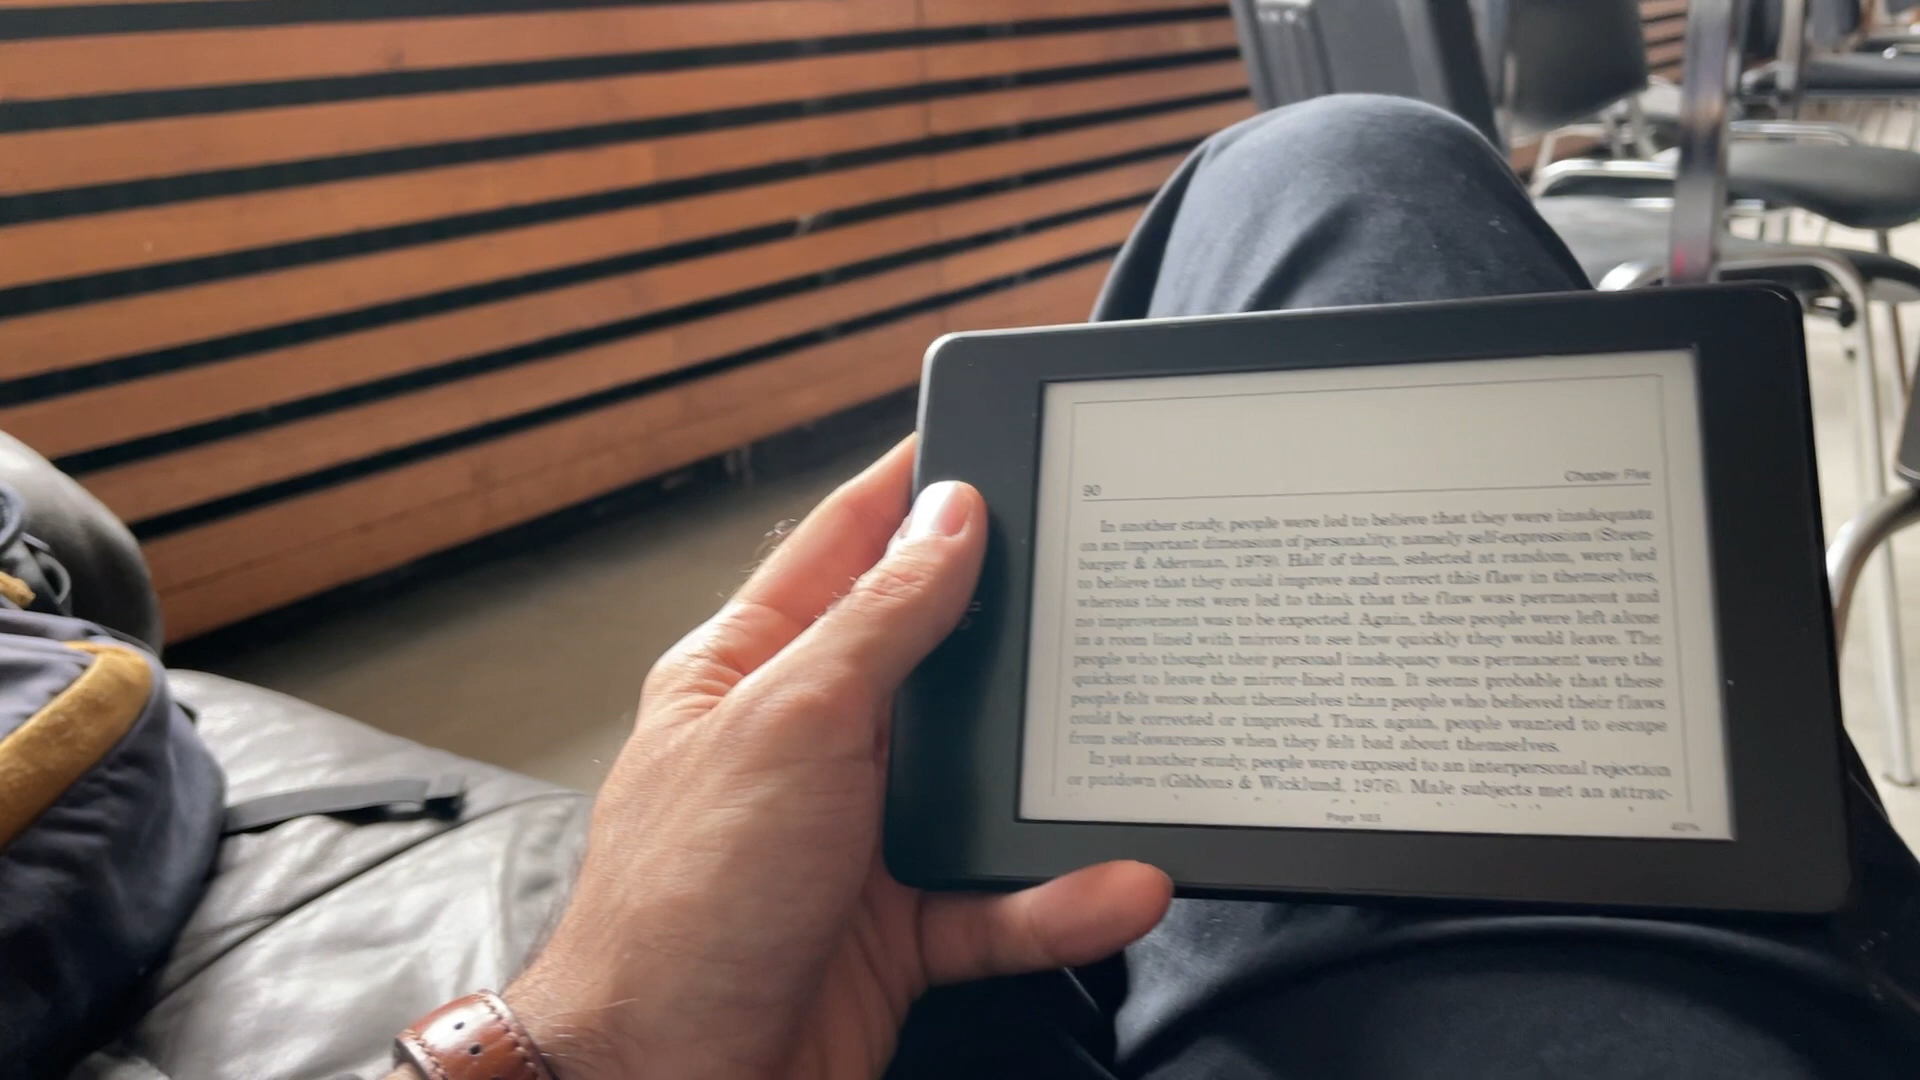 90 Chapter Five
In another study, people were led to believe that they were inadequate
on an important dimension of personality, namely self-expression (Steen-
barger & Aderman, 1979). Half of them, selected at random, were led
to believe that they could improve and correct this flaw in themselves,
whereas the rest were led to think that the flaw was permanent and
no improvement was to be expected. Again, these people were left alone
in a room lined with mirrors to see how quickly they would leave. The
people who thought their personal inadequacy was permanent were the
quickest to leave the mirror-lined room. It seems probable that these
people felt worse about themselves than people who believed their flaws
could be corrected or improved. Thus, again, people wanted to escape
from self-awareness when they felt bad about themselves.
In yet another study, people were exposed to an interpersonal rejection
or putdown (Gibbons & Wicklund, 1976). Male subjects met an attrac-
Page 103